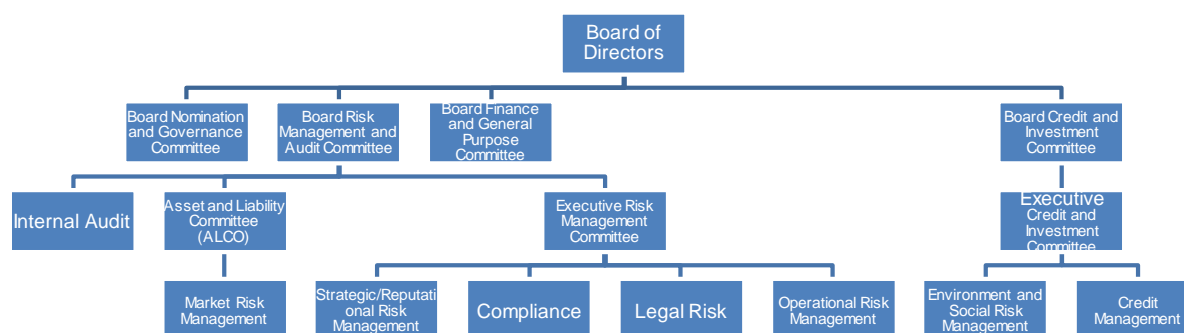 Board of
Directors
Board Nomination
and Governance
Committee
Board Risk
Management and
Audit Committee
Board Finance
and General
Purpose
Committee
Board Credit and
Investment
Committee
Internal Audit
Asset and Liability
Committee
(ALCO)
Executive Risk
Management
Committee
Executive
Credit and
Investment
Committee
Market Risk
Management
Strategic/Reputati
onal Risk
Management
Compliance
Legal Risk
Operational Risk
Management
Environment and
Social Risk
Management
Credit
Management